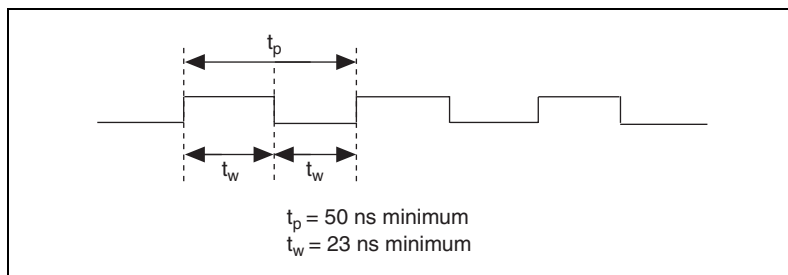 tp
tw tw
tp = 50 ns minimum
tw = 23 ns minimum